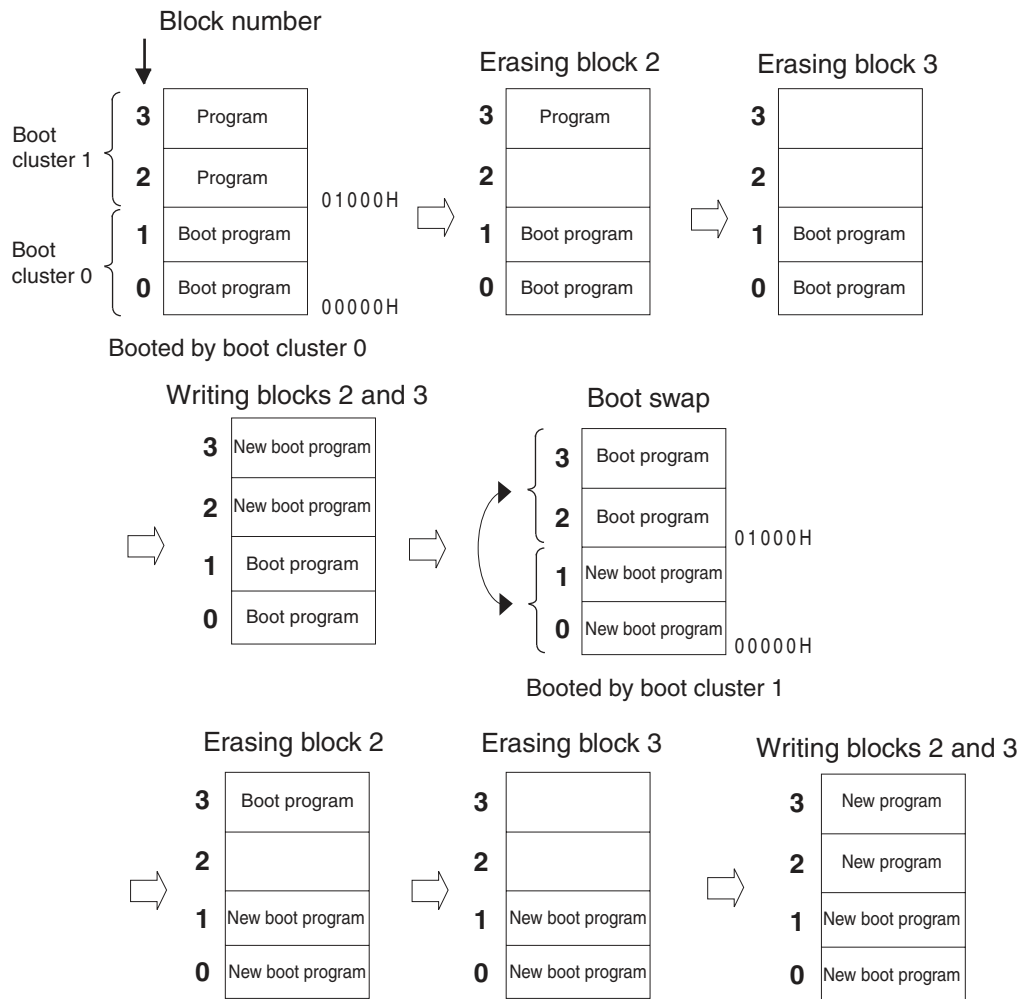 Block number
Erasing block 2
Erasing block 3
Boot
cluster 1
3 Program
2 Program
01000H
Boot
cluster 0
1 Boot program
0 Boot program
00000H
Booted by boot cluster 0
3 Program
2
1 Boot program
0 Boot program
3
2
1 Boot program
0 Boot program
Writing blocks 2 and 3
3 New boot program
2 New boot program
1 Boot program
0 Boot program
Boot swap
3 Boot program
2 Boot program
01000H
1 New boot program
0 New boot program
00000H
Booted by boot cluster 1
Erasing block 2
3 Boot program
2
1 New boot program
0 New boot program
Erasing block 3
3
2
1 New boot program
0 New boot program
Writing blocks 2 and 3
3 New program
2 New program
1 New boot program
0 New boot program